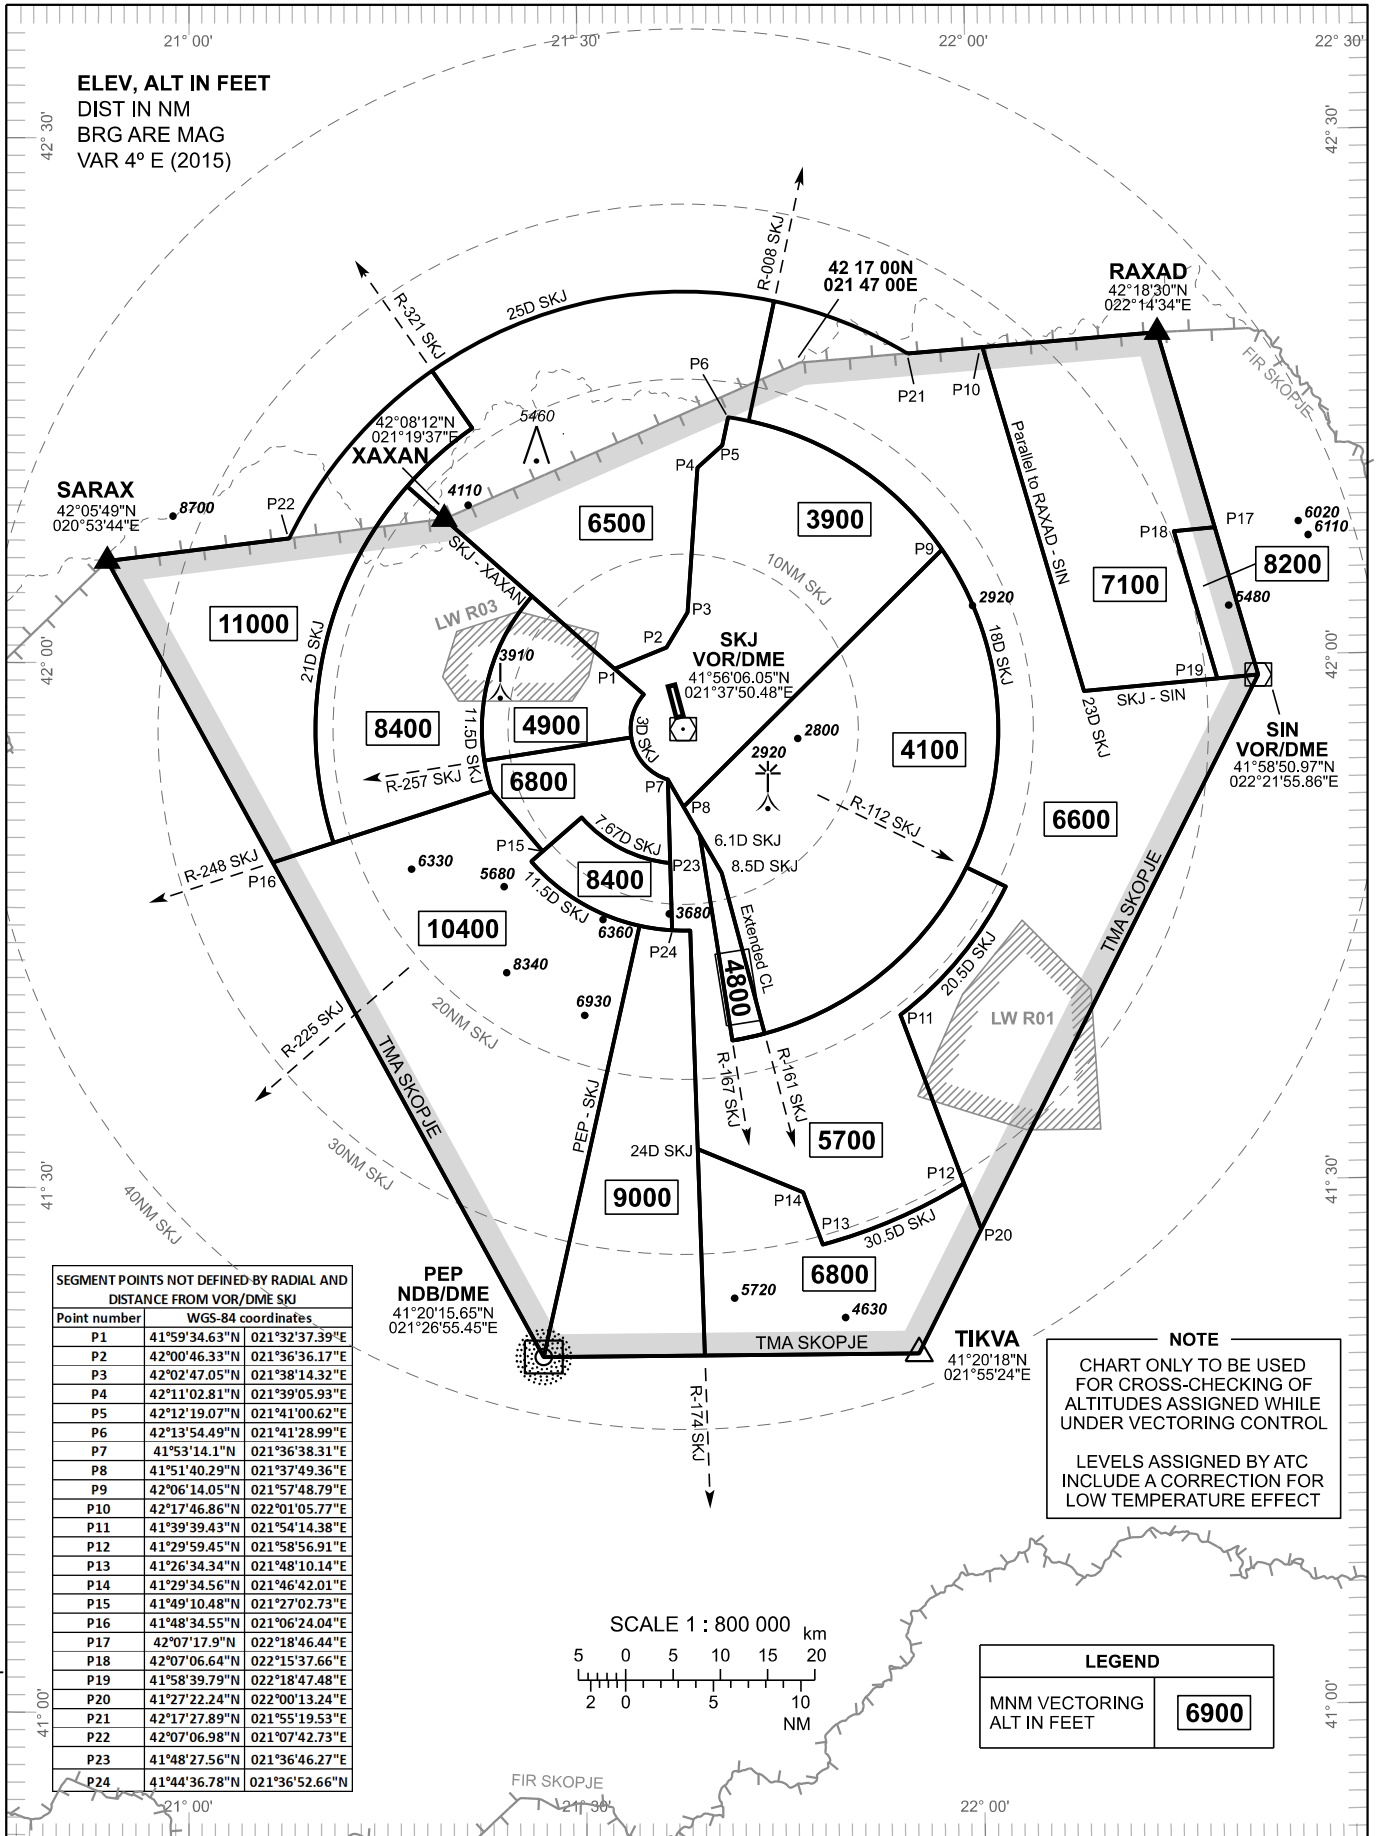 21° 00'
21° 30'
22° 00'
22° 30'
ELEV, ALT IN FEET
DIST IN NM
BRG ARE MAG
VAR 4º E (2015)
42° 30'
42° 30'
R-008 SKJ
42 17 00N
021 47 00E
RAXAD
42°18'30"N
022°14'34"E
R-321 SKJ
25D SKJ
FIR SKOPJE
P6
P21
P10
42°08'12"N
021°19'37"E
XAXAN
5460
P5
P4
Parallel to RAXAD - SIN
SARAX
42°05'49"N
020°53'44"E
8700
P22
4110
6500
3900
P9
P18
P17
6020
6110
8200
SKJ - XAXAN
10NM SKJ
7100
11000
LW R03
P3
2920
5480
21D SKJ
P2
SKJ
VOR/DME
41°56'06.05"N
021°37'50.48"E
18D SKJ
42° 00'
42° 00'
3910
P1
P19
SKJ - SIN
23D SKJ
8400
11.5D SKJ
4900
3D SKJ
2800
2920
4100
SIN
VOR/DME
41°58'50.97"N
022°21'55.86"E
R-257 SKJ
6800
P7
P8
R-112 SKJ
6600
7.67D SKJ
6.1D SKJ
P15
P23
8.5D SKJ
R-248 SKJ
P16
6330
5680
8400
11.5D SKJ
3680
6360
10400
P24
Extended CL
4800
TMA SKOPJE
8340
20.5D SKJ
6930
P11
LW R01
20NM SKJ
R-225 SKJ
TMA SKOPJE
R-167 SKJ
R-161 SKJ
PEP - SKJ
5700
24D SKJ
30NM SKJ
P12
41° 30'
41° 30'
9000
P14
P13
30.5D SKJ
P20
40NM SKJ
6800
PEP
NDB/DME
41°20'15.65"N
021°26'55.45"E
5720
4630
TMA SKOPJE
TIKVA
41°20'18"N
021°55'24"E
R-174 SKJ
NOTE
CHART ONLY TO BE USED
FOR CROSS-CHECKING OF
ALTITUDES ASSIGNED WHILE
UNDER VECTORING CONTROL
LEVELS ASSIGNED BY ATC
INCLUDE A CORRECTION FOR
LOW TEMPERATURE EFFECT
SEGMENT POINTS NOT DEFINED BY RADIAL AND
DISTANCE FROM VOR/DME SKJ
Point number WGS-84 coordinates
P1 41°59'34.63"N 021°32'37.39"E
P2 42°00'46.33"N 021°36'36.17"E
P3 42°02'47.05"N 021°38'14.32"E
P4 42°11'02.81"N 021°39'05.93"E
P5 42°12'19.07"N 021°41'00.62"E
P6 42°13'54.49"N 021°41'28.99"E
P7 41°53'14.1"N 021°36'38.31"E
P8 41°51'40.29"N 021°37'49.36"E
P9 42°06'14.05"N 021°57'48.79"E
P10 42°17'46.86"N 022°01'05.77"E
P11 41°39'39.43"N 021°54'14.38"E
P12 41°29'59.45"N 021°58'56.91"E
P13 41°26'34.34"N 021°48'10.14"E
P14 41°29'34.56"N 021°46'42.01"E
P15 41°49'10.48"N 021°27'02.73"E
P16 41°48'34.55"N 021°06'24.04"E
P17 42°07'17.9"N 022°18'46.44"E
P18 42°07'06.64"N 022°15'37.66"E
P19 41°58'39.79"N 022°18'47.48"E
P20 41°27'22.24"N 022°00'13.24"E
P21 42°17'27.89"N 021°55'19.53"E
P22 42°07'06.98"N 021°07'42.73"E
P23 41°48'27.56"N 021°36'46.27"E
P24 41°44'36.78"N 021°36'52.66"N
SCALE 1 : 800 000
km
5 0 5 10 15 20
2 0 5 10
NM
LEGEND
MNM VECTORING
ALT IN FEET
6900
41° 00'
41° 00'
FIR SKOPJE
21° 00'
21° 30'
22° 00'